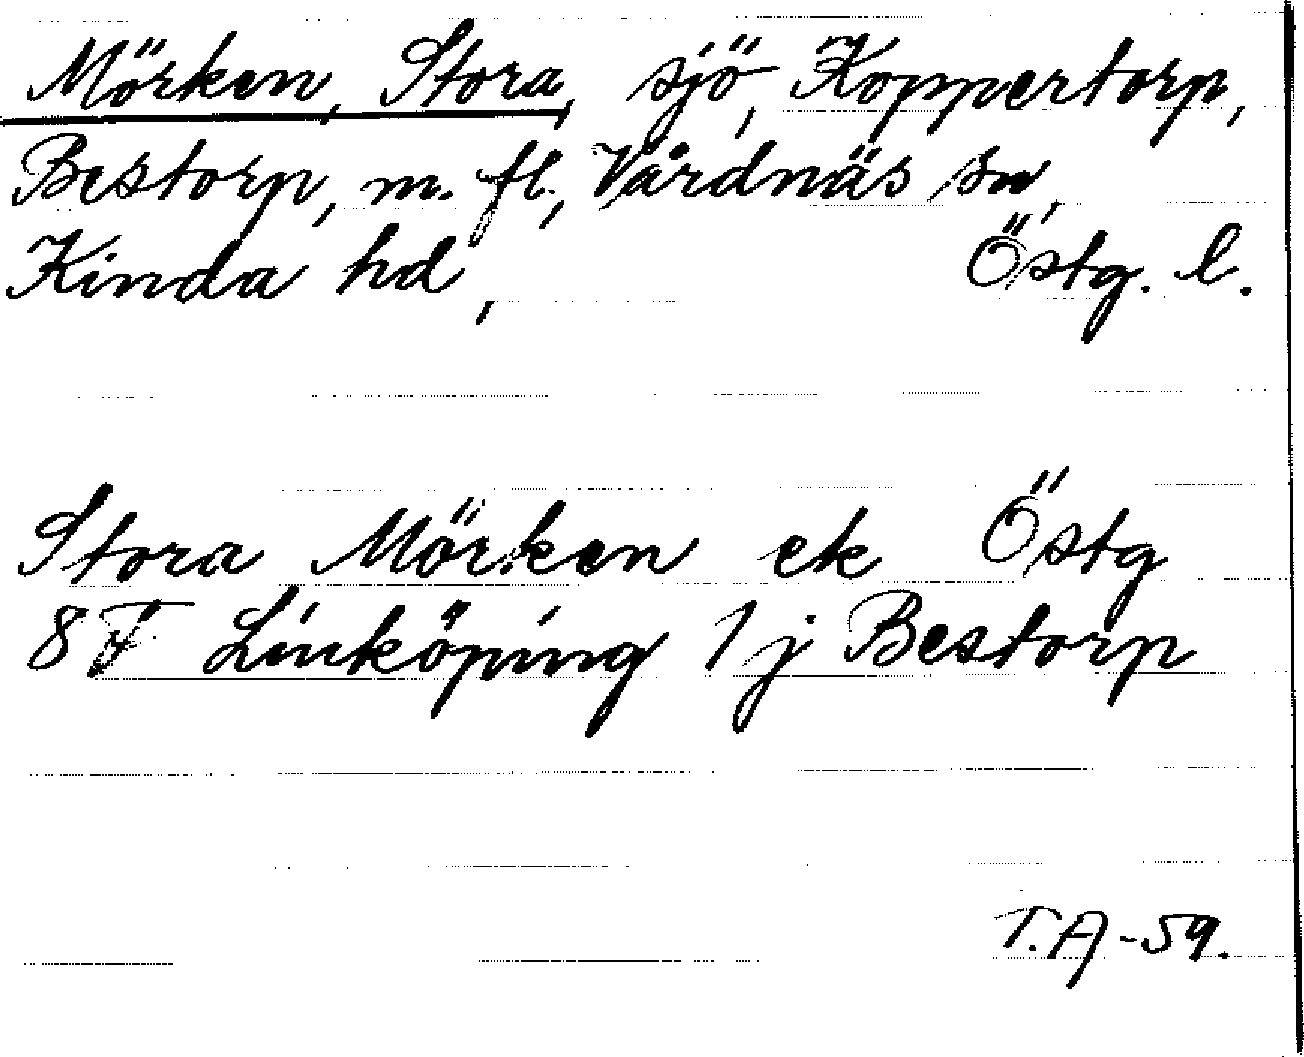 Mörken, Stora, sjö, Koppertorp,
Bestorp, m. fl., Vårdnäs sn,
Kinda hd, Östg. l.
Stora Mörken ek Östg
8F Linköping 1j Bestorp
T.A-59.